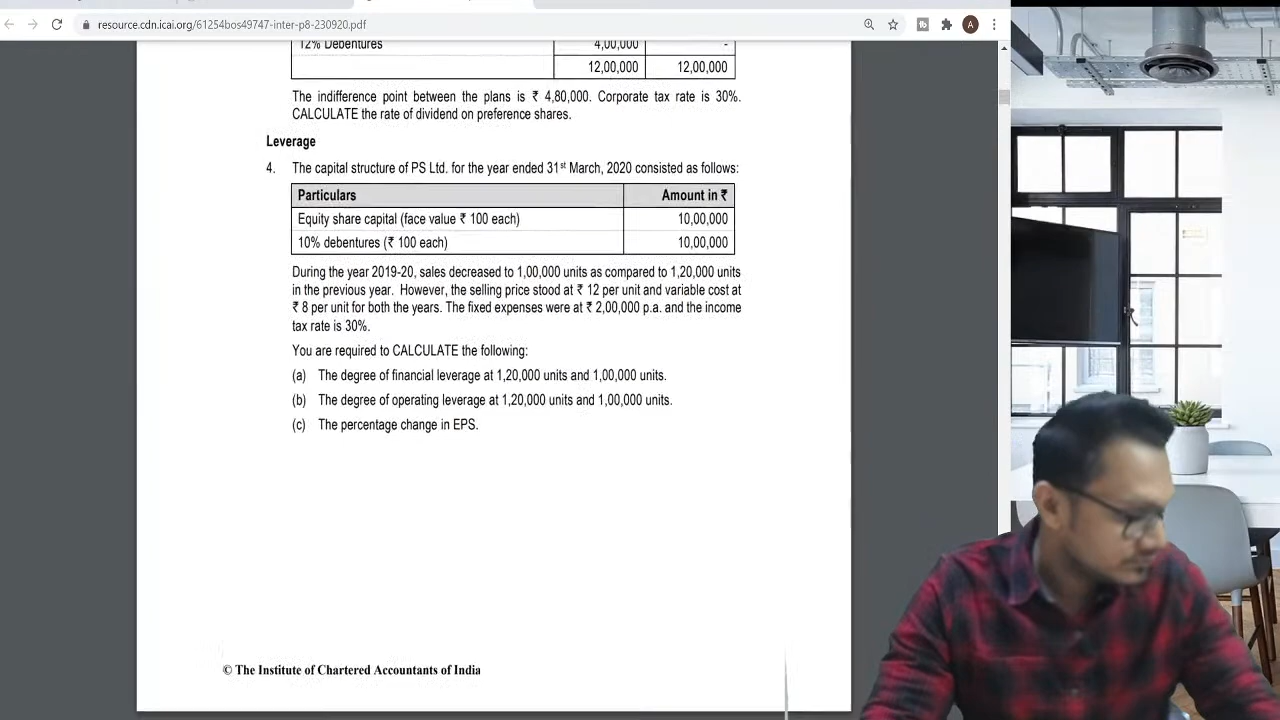 resource.cdn.icai.org/61254bos49747-inter-p8-230920.pdf
A
12% Debentures 4,00,000 -
12,00,000 12,00,000
The indifference point between the plans is ₹ 4,80,000. Corporate tax rate is 30%.
CALCULATE the rate of dividend on preference shares.
Leverage
4. The capital structure of PS Ltd. for the year ended 31st March, 2020 consisted as follows:
Particulars Amount in ₹
Equity share capital (face value ₹ 100 each) 10,00,000
10% debentures (₹ 100 each) 10,00,000
During the year 2019-20, sales decreased to 1,00,000 units as compared to 1,20,000 units
in the previous year. However, the selling price stood at ₹ 12 per unit and variable cost at
₹ 8 per unit for both the years. The fixed expenses were at ₹ 2,00,000 p.a. and the income
tax rate is 30%.
You are required to CALCULATE the following:
(a) The degree of financial leverage at 1,20,000 units and 1,00,000 units.
(b) The degree of operating leverage at 1,20,000 units and 1,00,000 units.
(c) The percentage change in EPS.
© The Institute of Chartered Accountants of India